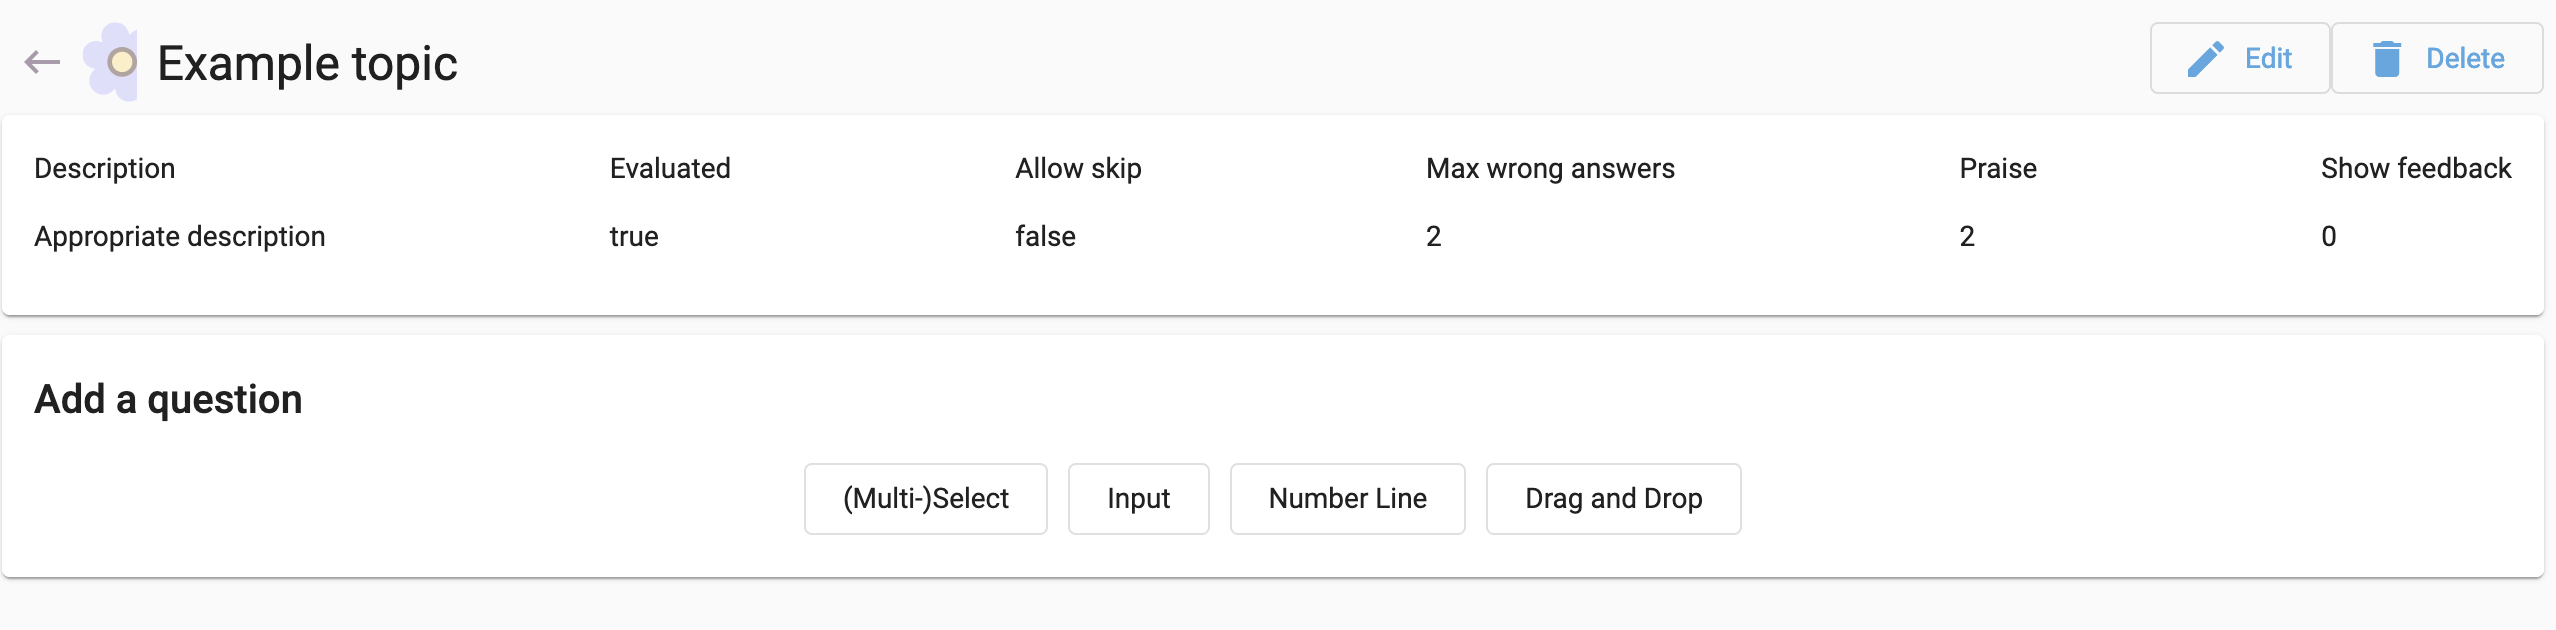 Example topic
Edit
Delete
Description Evaluated Allow skip Max wrong answers Praise Show feedback
Appropriate description true false 2 2 0
Add a question
(Multi-)Select Input Number Line Drag and Drop